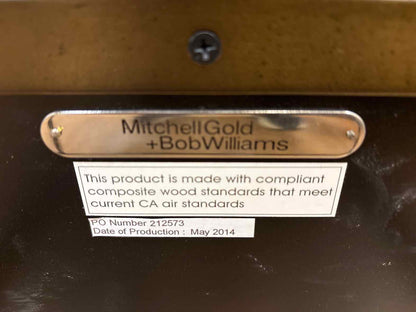 MitchellGold
+BobWilliams
This product is made with compliant
composite wood standards that meet
current CA air standards
PO Number 212573
Date of Production : May 2014